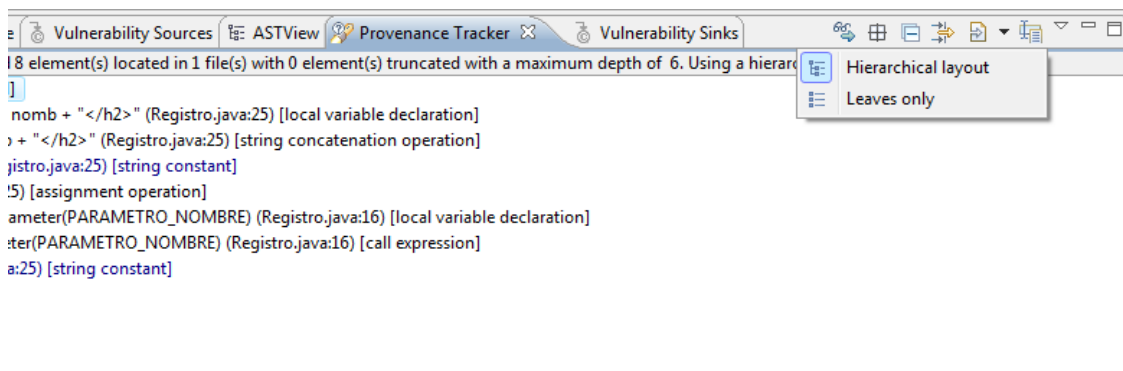 e Vulnerability Sources ASTView Provenance Tracker Vulnerability Sinks
8 element(s) located in 1 file(s) with 0 element(s) truncated with a maximum depth of 6. Using a hierarc
Hierarchical layout
Leaves only
]
nomb + "</h2>" (Registro.java:25) [local variable declaration]
+ "</h2>" (Registro.java:25) [string concatenation operation]
gistro.java:25) [string constant]
25) [assignment operation]
ameter(PARAMETRO_NOMBRE) (Registro.java:16) [local variable declaration]
eter(PARAMETRO_NOMBRE) (Registro.java:16) [call expression]
a:25) [string constant]